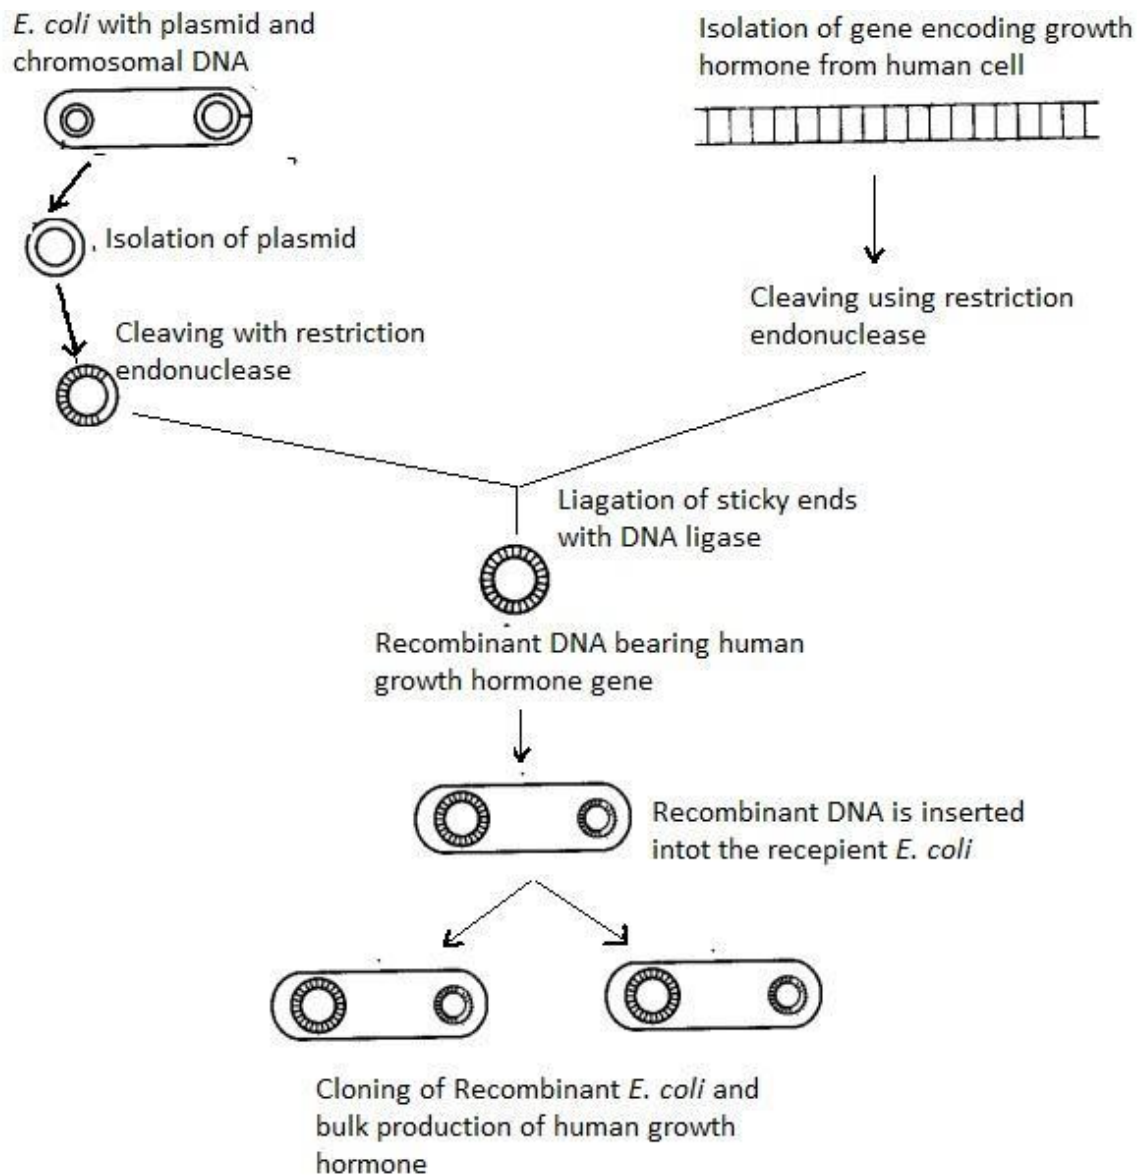 E. coli with plasmid and
chromosomal DNA
Isolation of gene encoding growth
hormone from human cell
Isolation of plasmid
Cleaving with restriction
endonuclease
Cleaving using restriction
endonuclease
Liagation of sticky ends
with DNA ligase
Recombinant DNA bearing human
growth hormone gene
Recombinant DNA is inserted
intot the recepient E. coli
Cloning of Recombinant E. coli and
bulk production of human growth
hormone